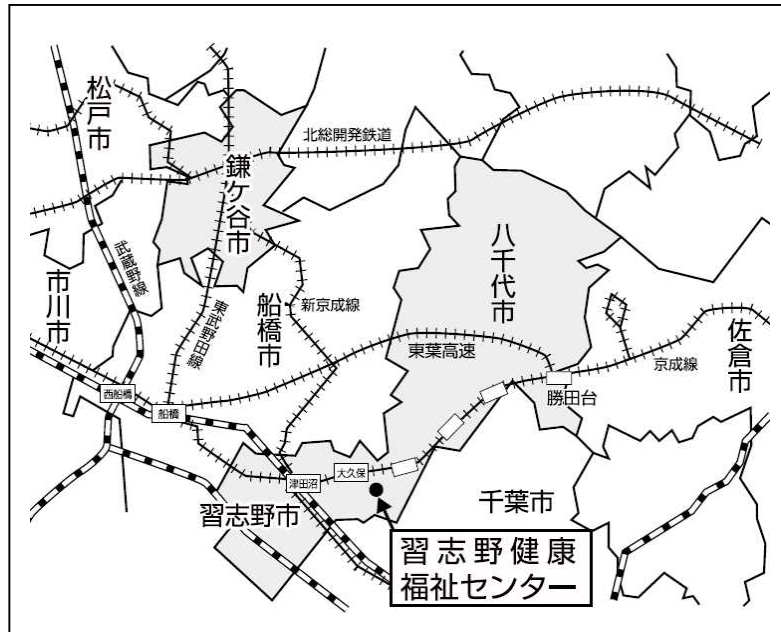 松戸市
北総開発鉄道
鎌ケ谷市
八千代市
市川市
武蔵野線
船橋市
新京成線
東武野田線
東葉高速
京成線
佐倉市
西船橋
船橋
勝田台
大久保
津田沼
習志野市
千葉市
習志野健康
福祉センター